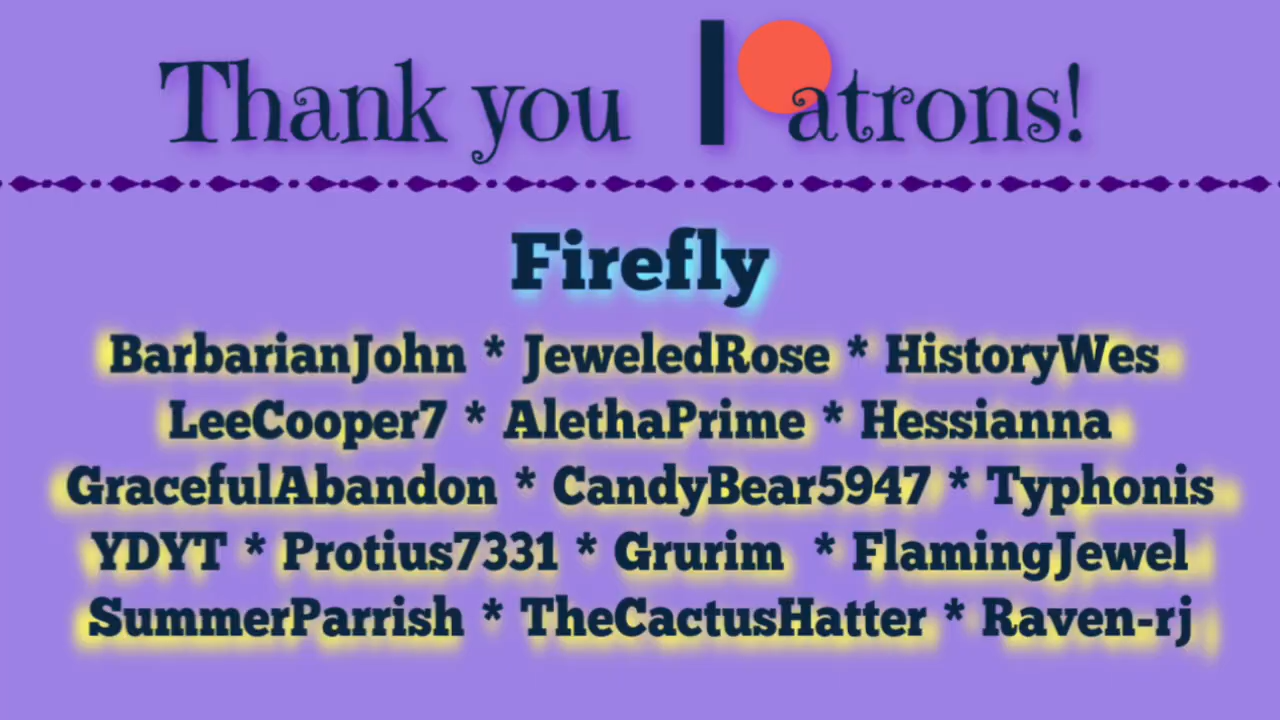 Thank you Patrons!
Firefly
BarbarianJohn * JeweledRose * HistoryWes
LeeCooper7 * AlethaPrime * Hessianna
GracefulAbandon * CandyBear5947 * Typhonis
YDYT * Protius7331 * Grurim * FlamingJewel
SummerParrish * TheCactusHatter * Raven-rj